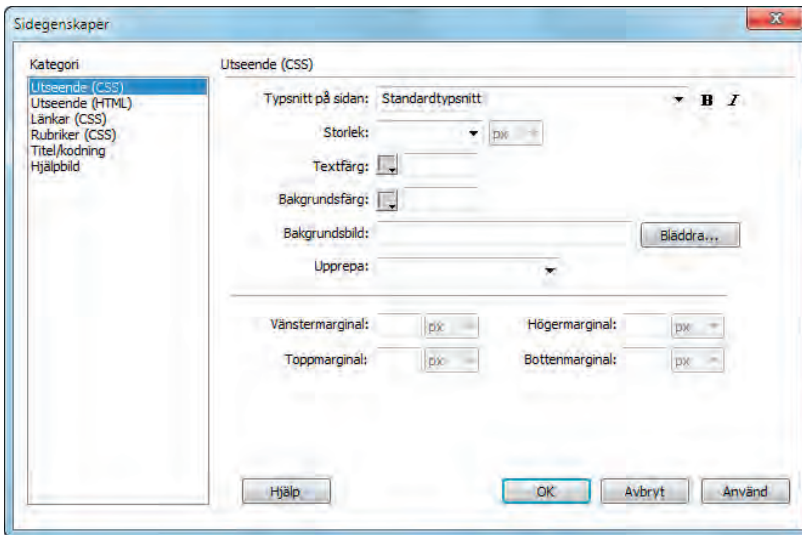 Sidegenskaper
Kategori
Utseende (CSS)
Utseende (HTML)
Länkar (CSS)
Rubriker (CSS)
Titel/kodning
Hjälpbild
Utseende (CSS)
Typsnitt på sidan: Standardtypsnitt B I
Storlek: px
Textfärg:
Bakgrundsfärg:
Bakgrundsbild: Bläddra...
Upprepa:
Vänstermarginal: px Högermarginal: px
Toppmarginal: px Bottenmarginal: px
Hjälp OK Avbryt Använd